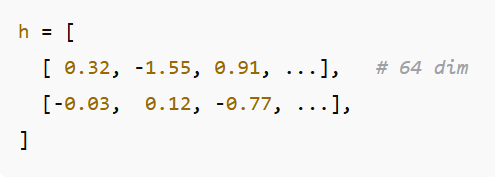 h = [
  [ 0.32, -1.55, 0.91, ...],   # 64 dim
  [-0.03,  0.12, -0.77, ...],
]